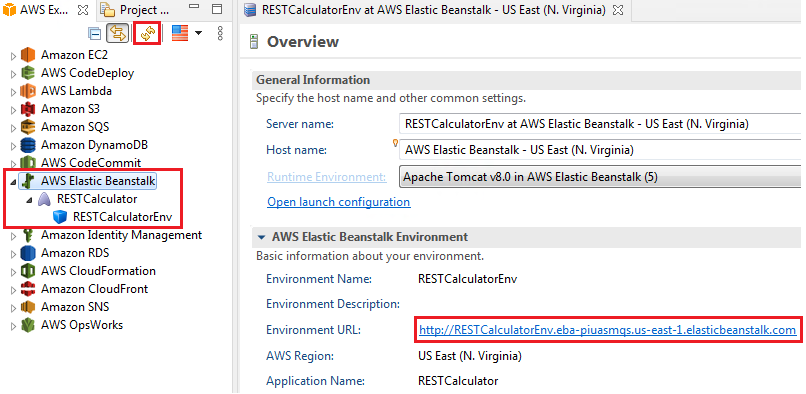 AWS Ex...
Project ...
Amazon EC2
AWS CodeDeploy
AWS Lambda
Amazon S3
Amazon SQS
Amazon DynamoDB
AWS CodeCommit
AWS Elastic Beanstalk
RESTCalculator
RESTCalculatorEnv
Amazon Identity Management
Amazon RDS
AWS CloudFormation
Amazon CloudFront
Amazon SNS
AWS OpsWorks
RESTCalculatorEnv at AWS Elastic Beanstalk - US East (N. Virginia)
Overview
General Information
Specify the host name and other common settings.
Server name: RESTCalculatorEnv at AWS Elastic Beanstalk - US East (N. Virginia)
Host name: AWS Elastic Beanstalk - US East (N. Virginia)
Runtime Environment: Apache Tomcat v8.0 in AWS Elastic Beanstalk (5)
Open launch configuration
AWS Elastic Beanstalk Environment
Basic information about your environment.
Environment Name: RESTCalculatorEnv
Environment Description:
Environment URL: http://RESTCalculatorEnv.eba-piuasmqs.us-east-1.elasticbeanstalk.com
AWS Region: US East (N. Virginia)
Application Name: RESTCalculator